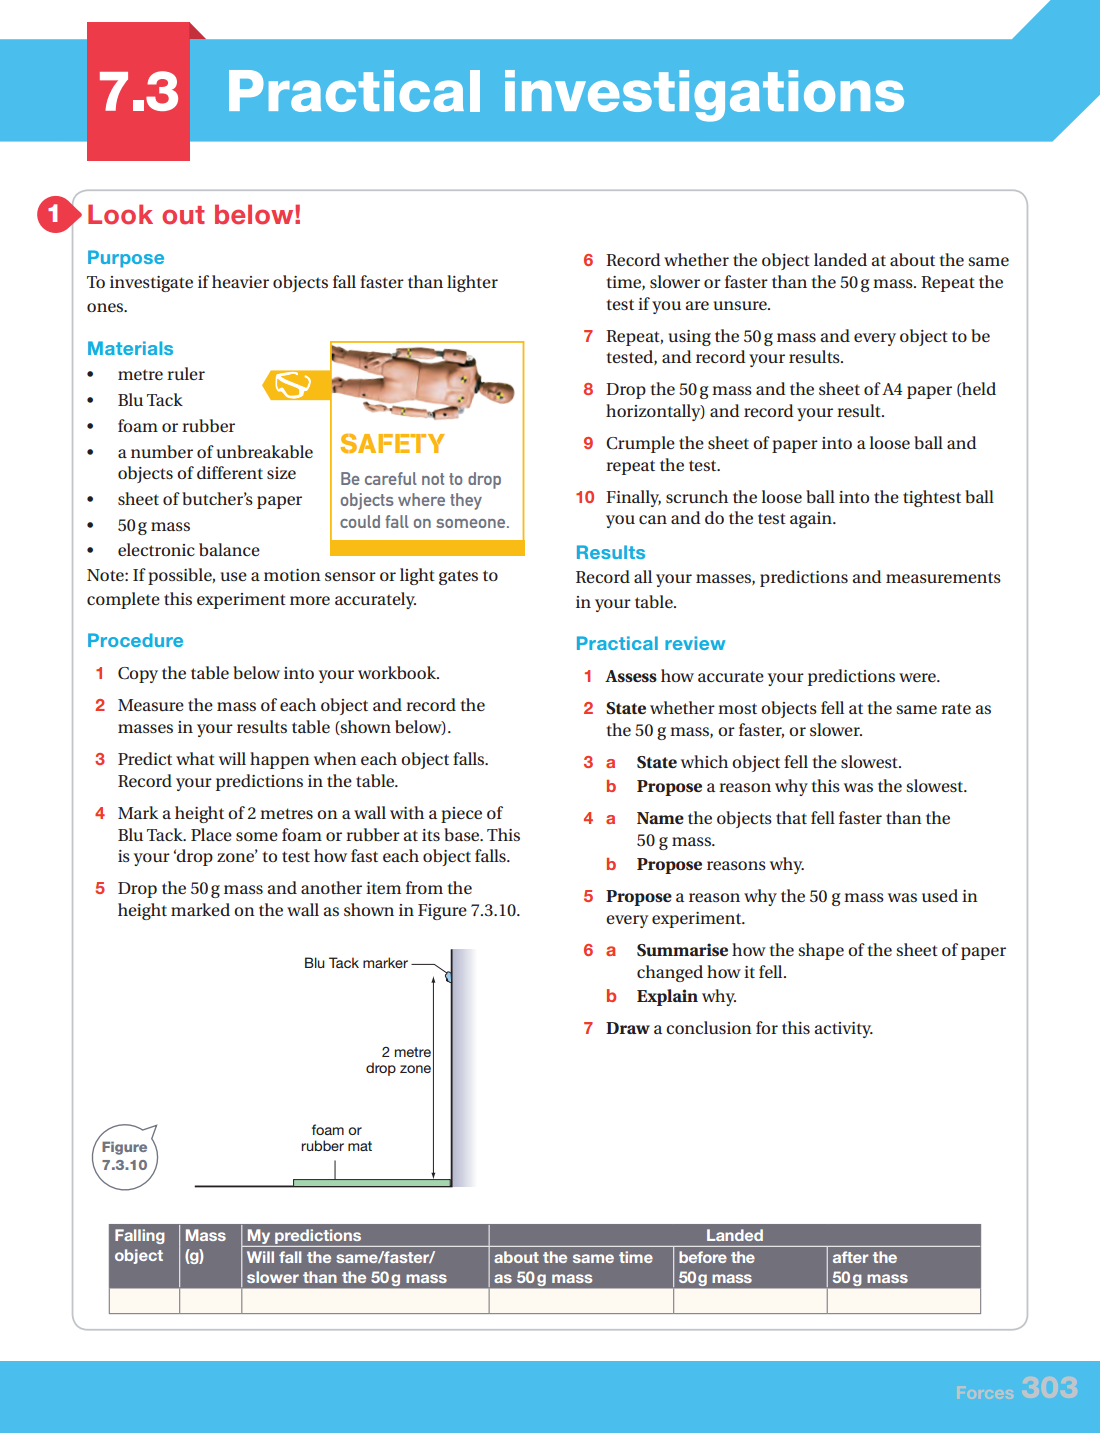 7.3 Practical investigations
1 Look out below!
Purpose
To investigate if heavier objects fall faster than lighter
ones.
Materials
• metre ruler
• Blu Tack
• foam or rubber
• a number of unbreakable
objects of different size
• sheet of butcher's paper
• 50 g mass
• electronic balance
SAFETY
Be careful not to drop
objects where they
could fall on someone.
Note: If possible, use a motion sensor or light gates to
complete this experiment more accurately.
Procedure
1 Copy the table below into your workbook.
2 Measure the mass of each object and record the
masses in your results table (shown below).
3 Predict what will happen when each object falls.
Record your predictions in the table.
4 Mark a height of 2 metres on a wall with a piece of
Blu Tack. Place some foam or rubber at its base. This
is your 'drop zone' to test how fast each object falls.
5 Drop the 50 g mass and another item from the
height marked on the wall as shown in Figure 7.3.10.
Blu Tack marker
2 metre
drop zone
foam or
rubber mat
Figure
7.3.10
6 Record whether the object landed at about the same
time, slower or faster than the 50 g mass. Repeat the
test if you are unsure.
7 Repeat, using the 50 g mass and every object to be
tested, and record your results.
8 Drop the 50 g mass and the sheet of A4 paper (held
horizontally) and record your result.
9 Crumple the sheet of paper into a loose ball and
repeat the test.
10 Finally, scrunch the loose ball into the tightest ball
you can and do the test again.
Results
Record all your masses, predictions and measurements
in your table.
Practical review
1 Assess how accurate your predictions were.
2 State whether most objects fell at the same rate as
the 50 g mass, or faster, or slower.
3 a State which object fell the slowest.
b Propose a reason why this was the slowest.
4 a Name the objects that fell faster than the
50 g mass.
b Propose reasons why.
5 Propose a reason why the 50 g mass was used in
every experiment.
6 a Summarise how the shape of the sheet of paper
changed how it fell.
b Explain why.
7 Draw a conclusion for this activity.
Falling Mass My predictions Landed
object (g) Will fall the same/faster/ about the same time before the after the
slower than the 50 g mass as 50 g mass 50 g mass 50 g mass
Forces 303